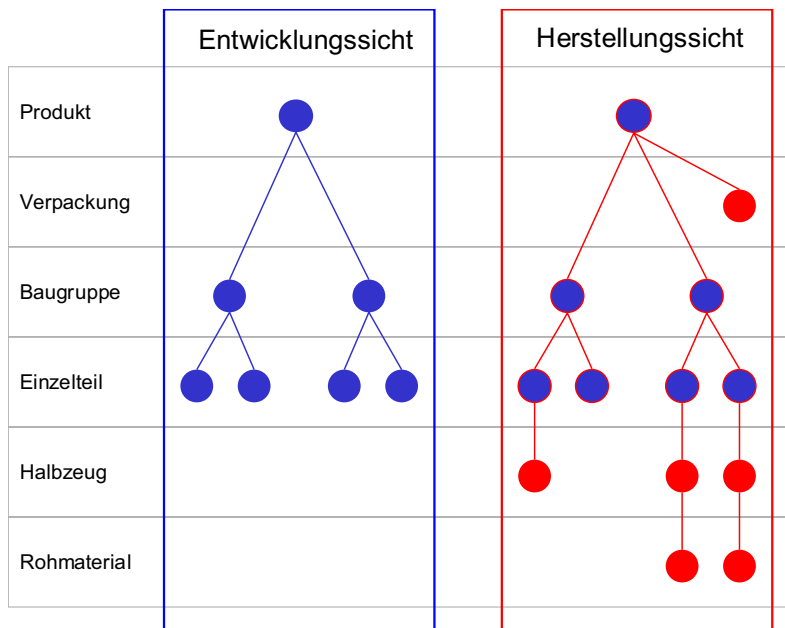 Entwicklungssicht
Herstellungssicht
Produkt
Verpackung
Baugruppe
Einzelteil
Halbzeug
Rohmaterial